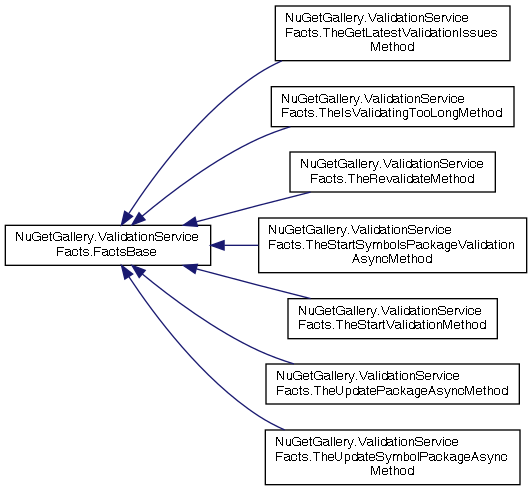 NuGetGallery.ValidationService
Facts.TheGetLatestValidationIssues
Method
NuGetGallery.ValidationService
Facts.TheIsValidatingTooLongMethod
NuGetGallery.ValidationService
Facts.TheRevalidateMethod
NuGetGallery.ValidationService
Facts.FactsBase
NuGetGallery.ValidationService
Facts.TheStartSymbolsPackageValidation
AsyncMethod
NuGetGallery.ValidationService
Facts.TheStartValidationMethod
NuGetGallery.ValidationService
Facts.TheUpdatePackageAsyncMethod
NuGetGallery.ValidationService
Facts.TheUpdateSymbolPackageAsync
Method